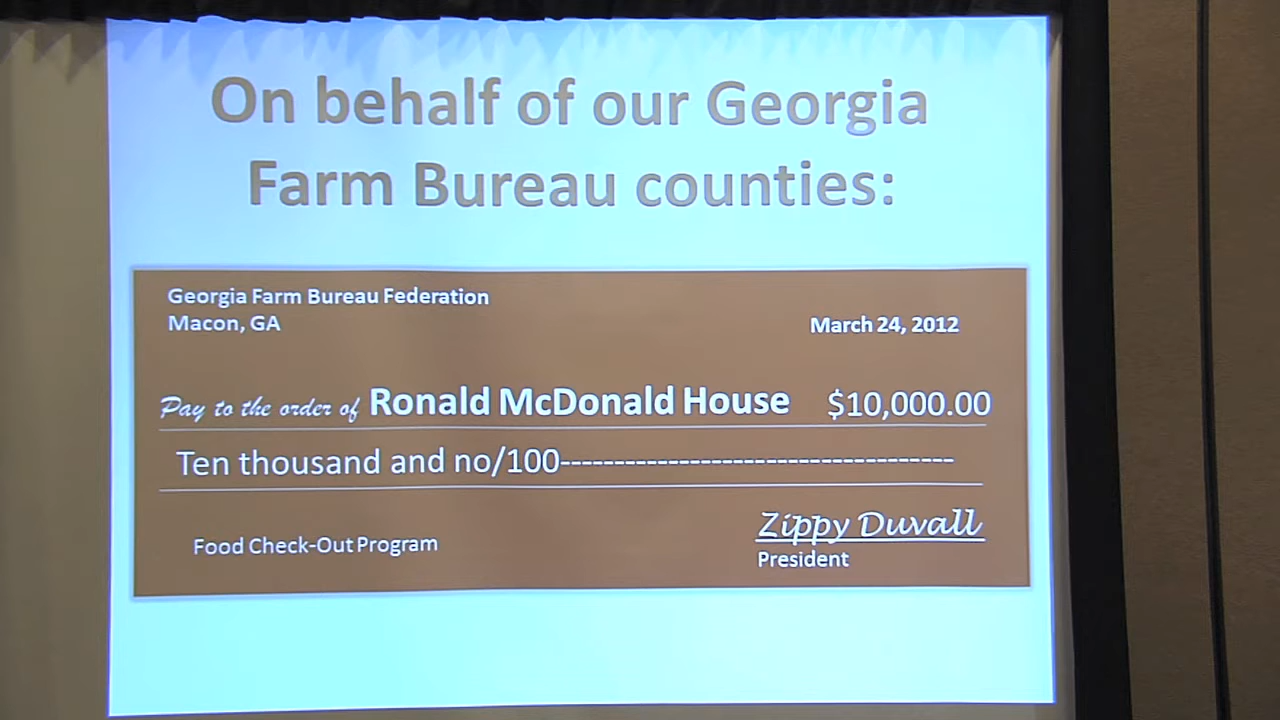 On behalf of our Georgia
Farm Bureau counties:
Georgia Farm Bureau Federation
Macon, GA
March 24, 2012
Pay to the order of Ronald McDonald House $10,000.00
Ten thousand and no/100------------------------------------
Zippy Duvall
Food Check-Out Program
President